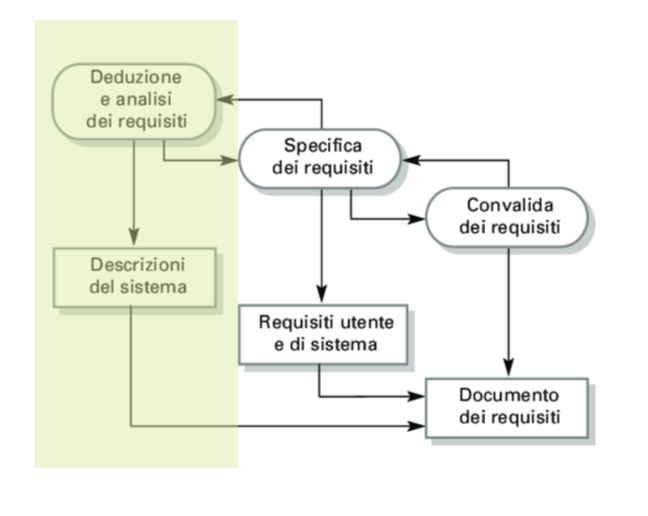 Deduzione
e analisi
dei requisiti
Specifica
dei requisiti
Convalida
dei requisiti
Descrizioni
del sistema
Requisiti utente
e di sistema
Documento
dei requisiti